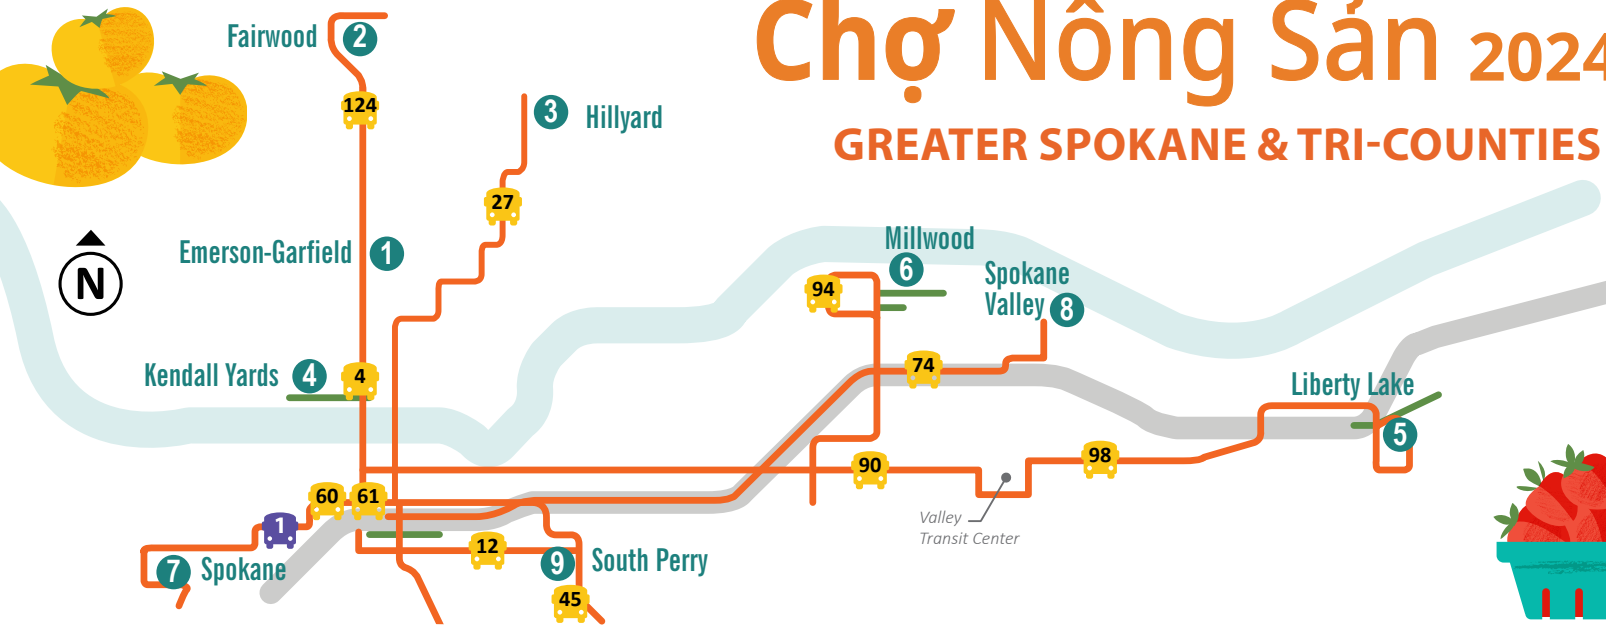 Chợ Nông Sản 2024
GREATER SPOKANE & TRI-COUNTIES
Fairwood 2
124
3 Hillyard
27
Emerson-Garfield 1
N
Millwood
6
94
Spokane
Valley 8
74
Kendall Yards 4
4
Liberty Lake
5
90
98
60
61
1
Valley
Transit Center
12
7 Spokane
9 South Perry
45